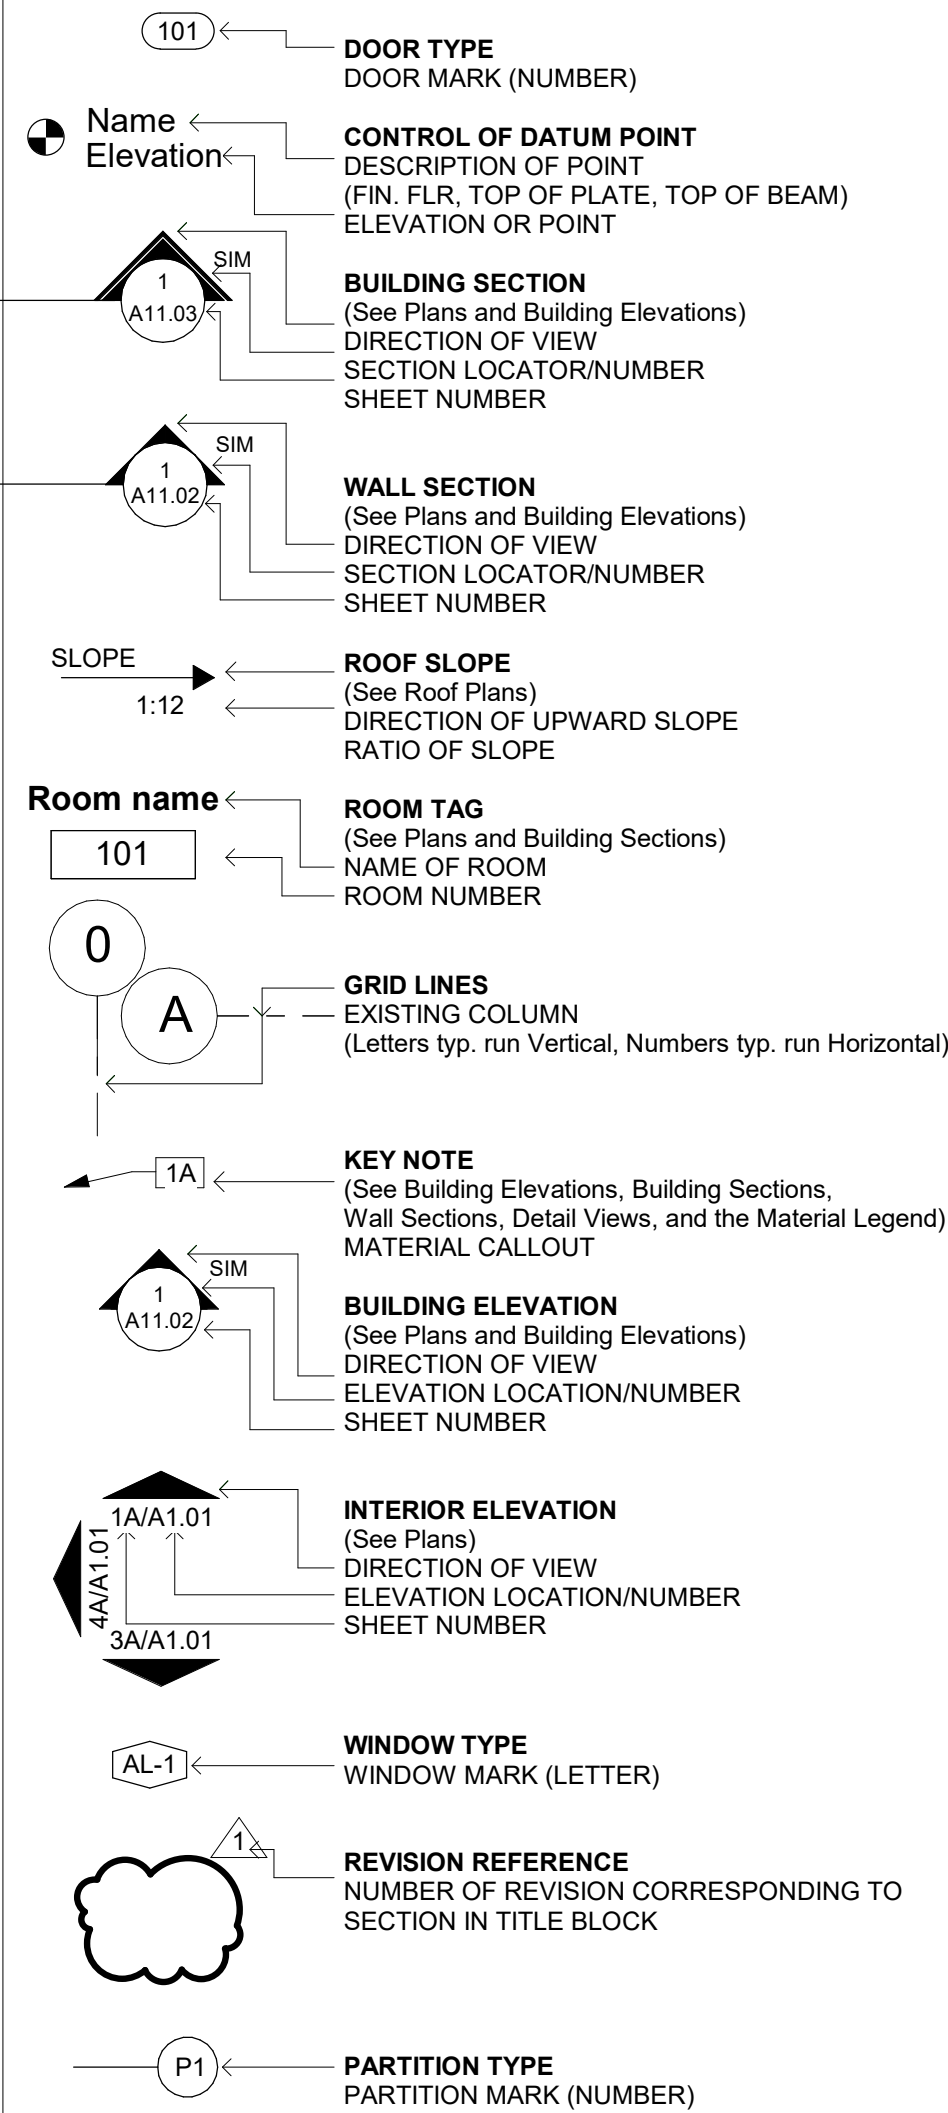 101
DOOR TYPE
DOOR MARK (NUMBER)
Name
Elevation
CONTROL OF DATUM POINT
DESCRIPTION OF POINT
(FIN. FLR, TOP OF PLATE, TOP OF BEAM)
ELEVATION OR POINT
SIM
1
A11.03
BUILDING SECTION
(See Plans and Building Elevations)
DIRECTION OF VIEW
SECTION LOCATOR/NUMBER
SHEET NUMBER
SIM
1
A11.02
WALL SECTION
(See Plans and Building Elevations)
DIRECTION OF VIEW
SECTION LOCATOR/NUMBER
SHEET NUMBER
SLOPE
1:12
ROOF SLOPE
(See Roof Plans)
DIRECTION OF UPWARD SLOPE
RATIO OF SLOPE
Room name
101
ROOM TAG
(See Plans and Building Sections)
NAME OF ROOM
ROOM NUMBER
0
A
GRID LINES
EXISTING COLUMN
(Letters typ. run Vertical, Numbers typ. run Horizontal)
1A
KEY NOTE
(See Building Elevations, Building Sections,
Wall Sections, Detail Views, and the Material Legend)
MATERIAL CALLOUT
SIM
1
A11.02
BUILDING ELEVATION
(See Plans and Building Elevations)
DIRECTION OF VIEW
ELEVATION LOCATION/NUMBER
SHEET NUMBER
1A/A1.01
4A/A1.01
3A/A1.01
INTERIOR ELEVATION
(See Plans)
DIRECTION OF VIEW
ELEVATION LOCATION/NUMBER
SHEET NUMBER
AL-1
WINDOW TYPE
WINDOW MARK (LETTER)
1
REVISION REFERENCE
NUMBER OF REVISION CORRESPONDING TO
SECTION IN TITLE BLOCK
P1
PARTITION TYPE
PARTITION MARK (NUMBER)